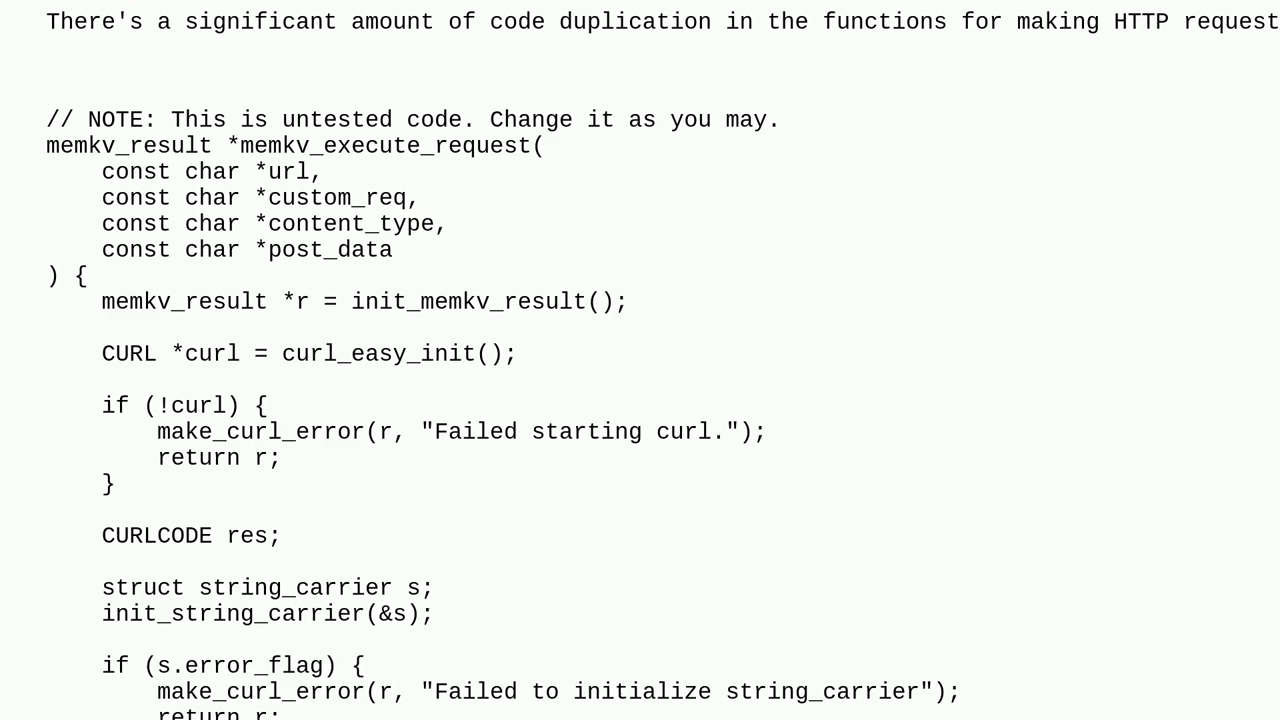 There's a significant amount of code duplication in the functions for making HTTP request
// NOTE: This is untested code. Change it as you may.
memkv_result *memkv_execute_request(
    const char *url,
    const char *custom_req,
    const char *content_type,
    const char *post_data
) {
    memkv_result *r = init_memkv_result();
    CURL *curl = curl_easy_init();
    if (!curl) {
        make_curl_error(r, "Failed starting curl.");
        return r;
    }
    CURLCODE res;
    struct string_carrier s;
    init_string_carrier(&s);
    if (s.error_flag) {
        make_curl_error(r, "Failed to initialize string_carrier");
        return r;